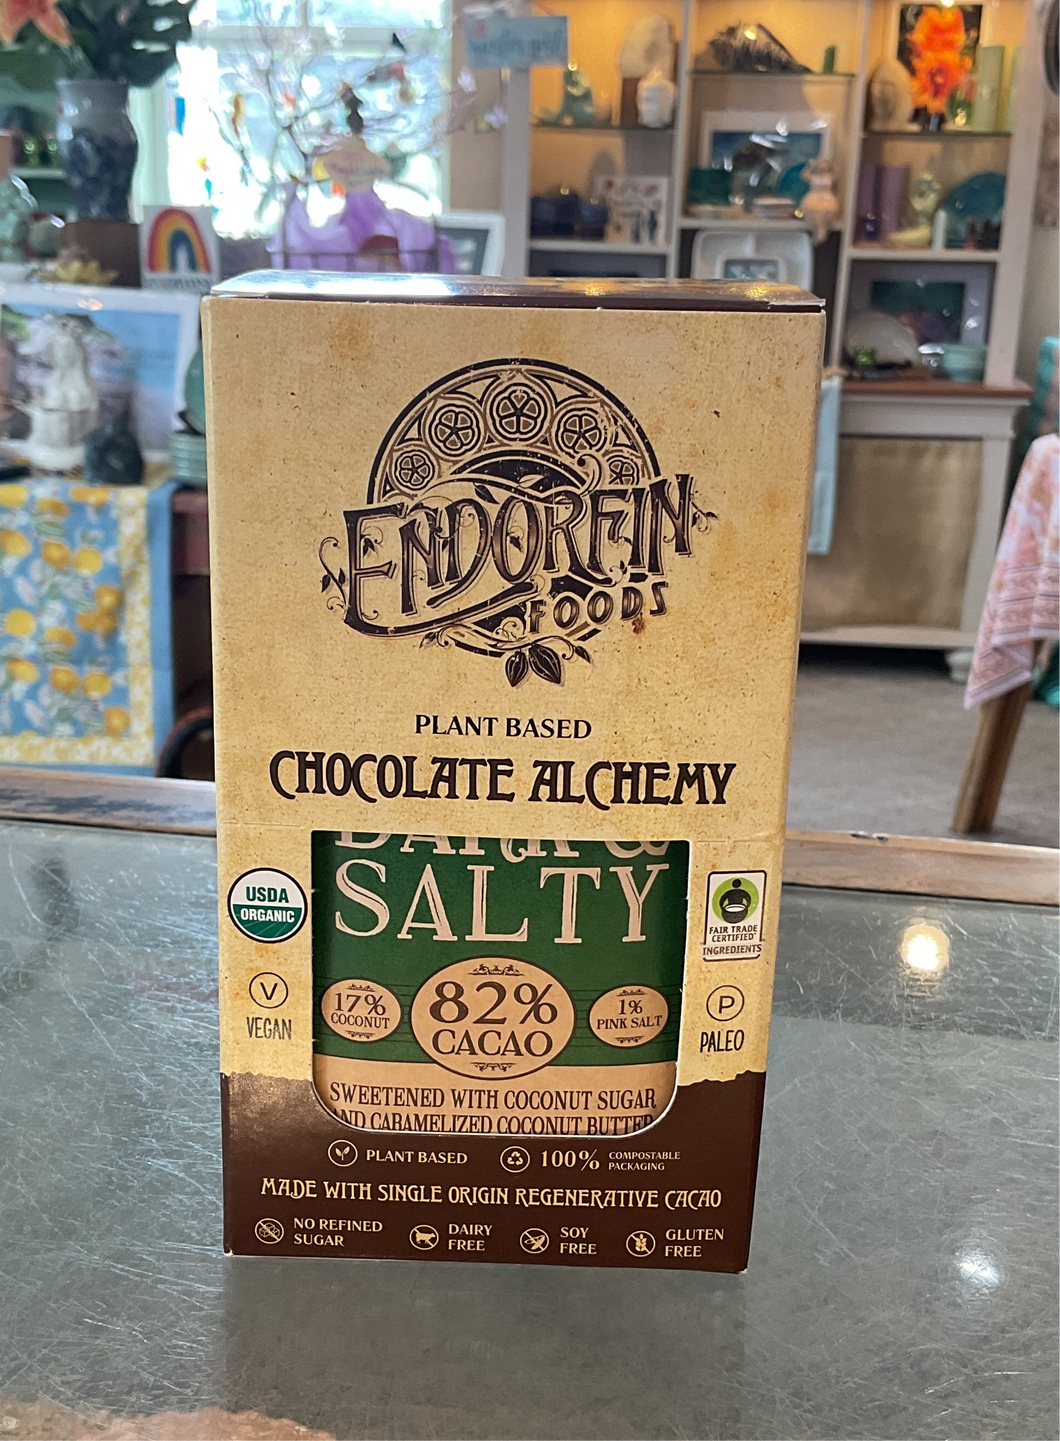 ENDORFIN
FOODS
PLANT BASED
CHOCOLATE ALCHEMY
DARK &
SALTY
USDA
ORGANIC
FAIR TRADE
CERTIFIED
INGREDIENTS
V
VEGAN
17%
COCONUT
82%
CACAO
1%
PINK SALT
P
PALEO
SWEETENED WITH COCONUT SUGAR
AND CARAMELIZED COCONUT BUTTER
PLANT BASED
100% COMPOSTABLE
PACKAGING
MADE WITH SINGLE ORIGIN REGENERATIVE CACAO
NO REFINED
SUGAR
DAIRY
FREE
SOY
FREE
GLUTEN
FREE